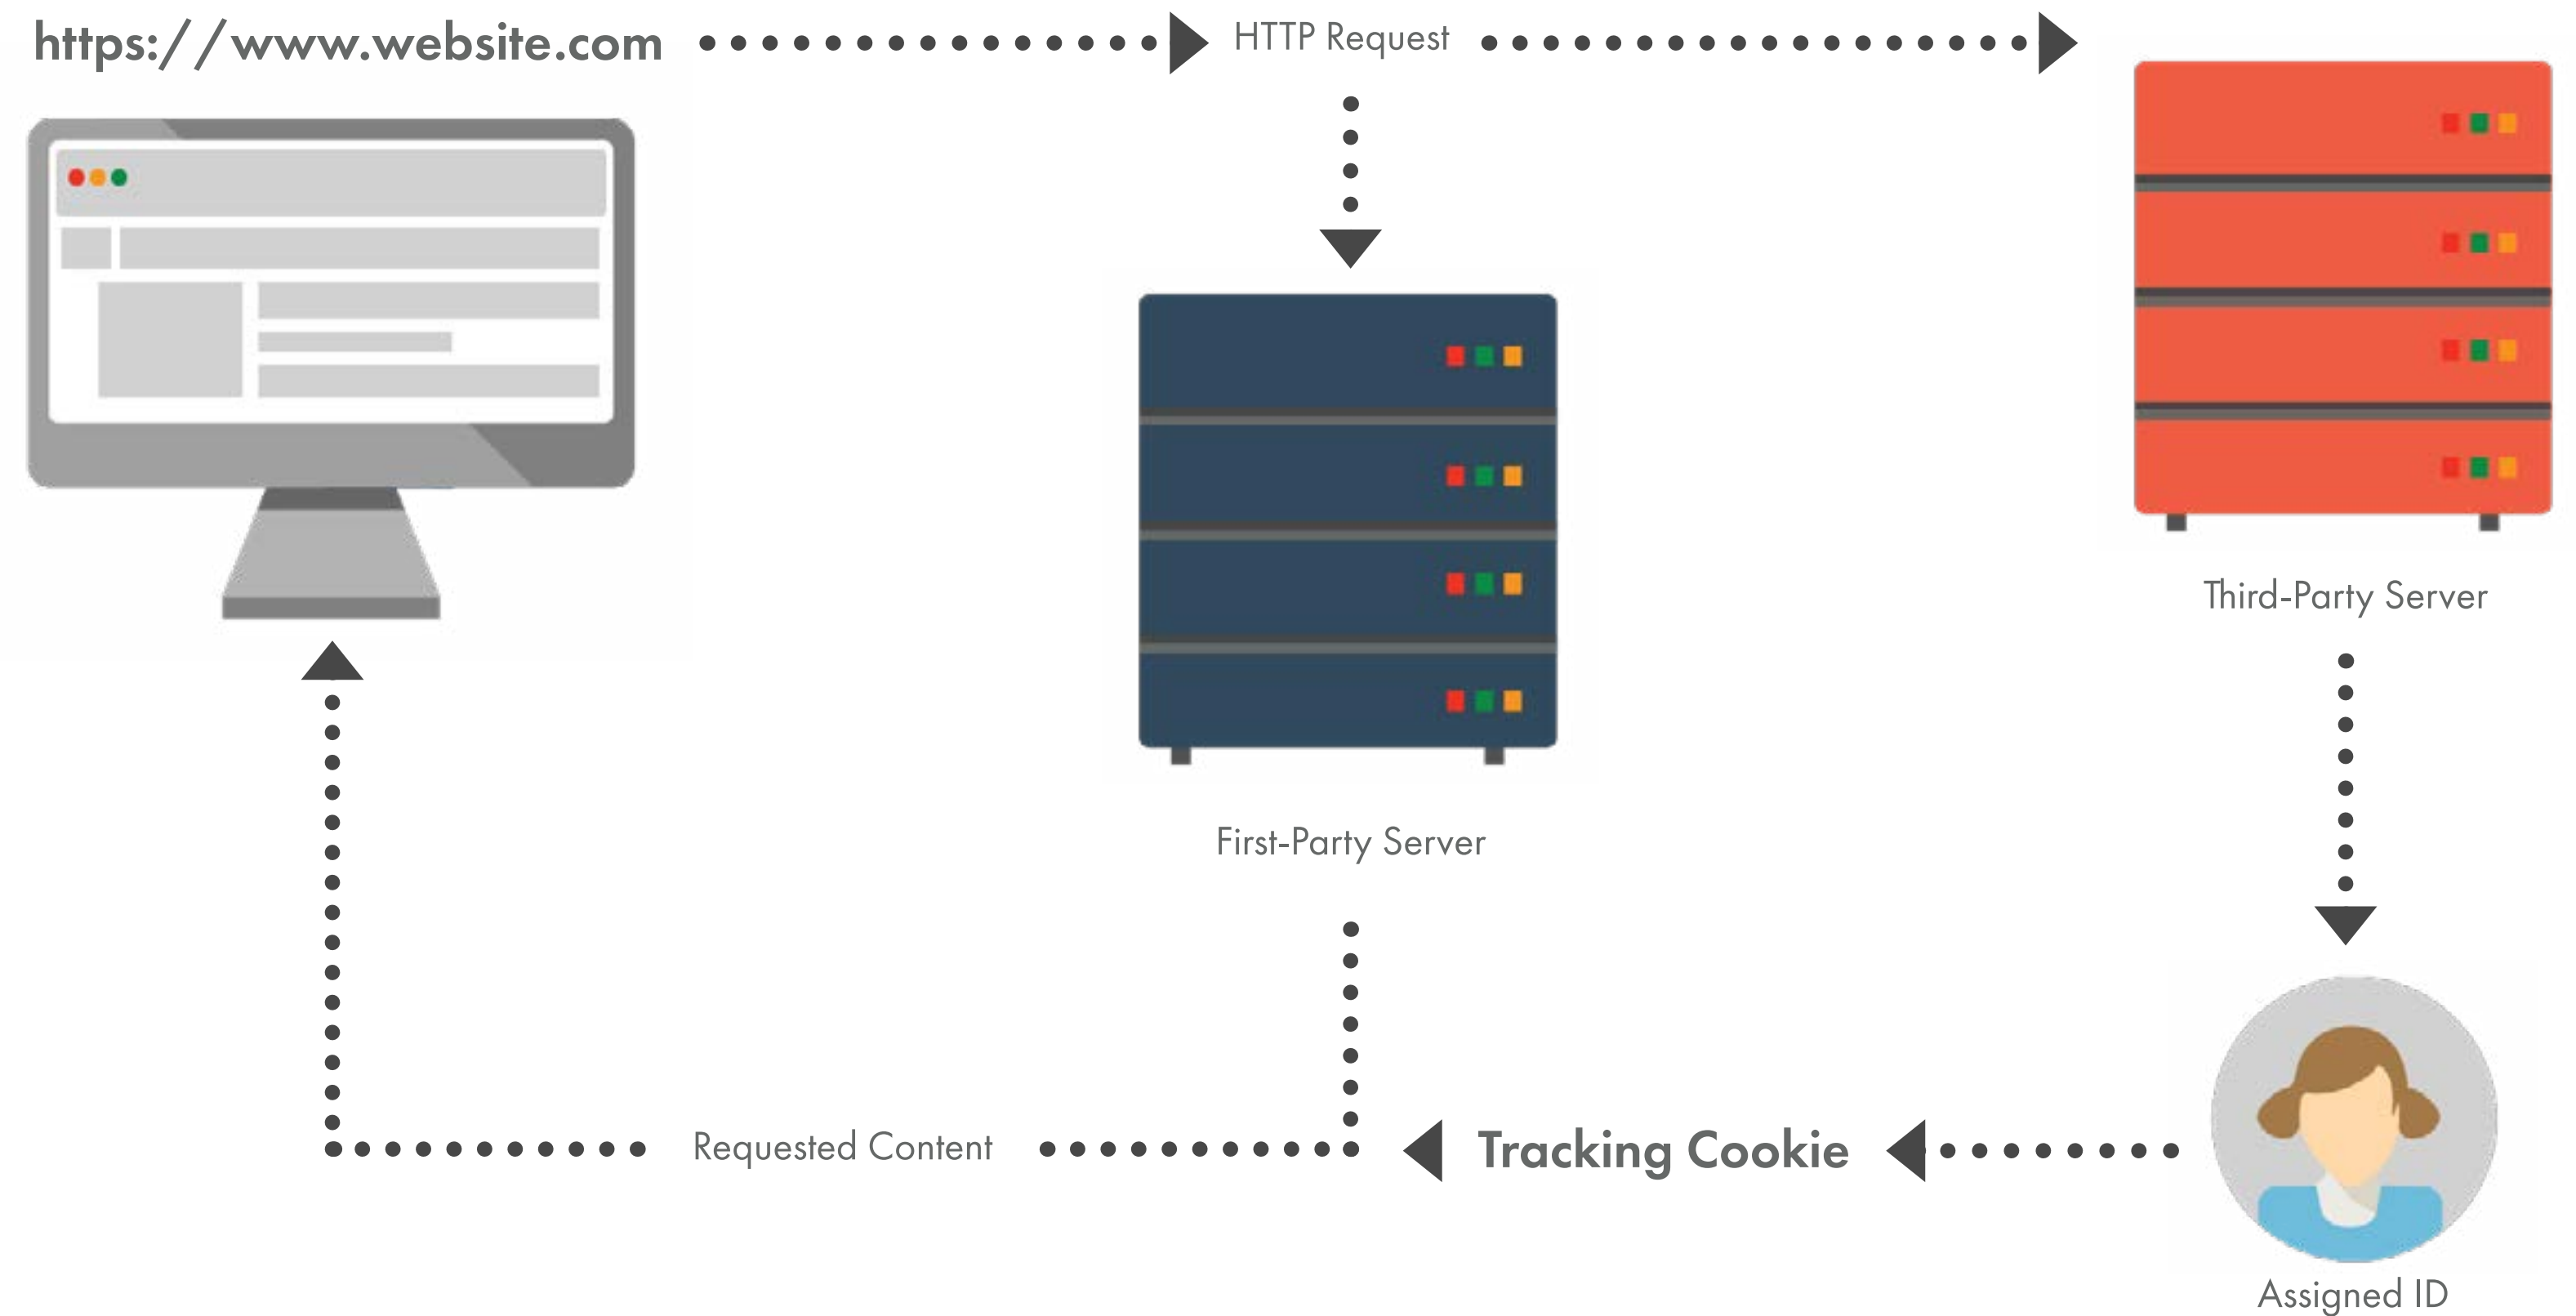 https://www.website.com
HTTP Request
Third-Party Server
First-Party Server
Requested Content
Tracking Cookie
Assigned ID